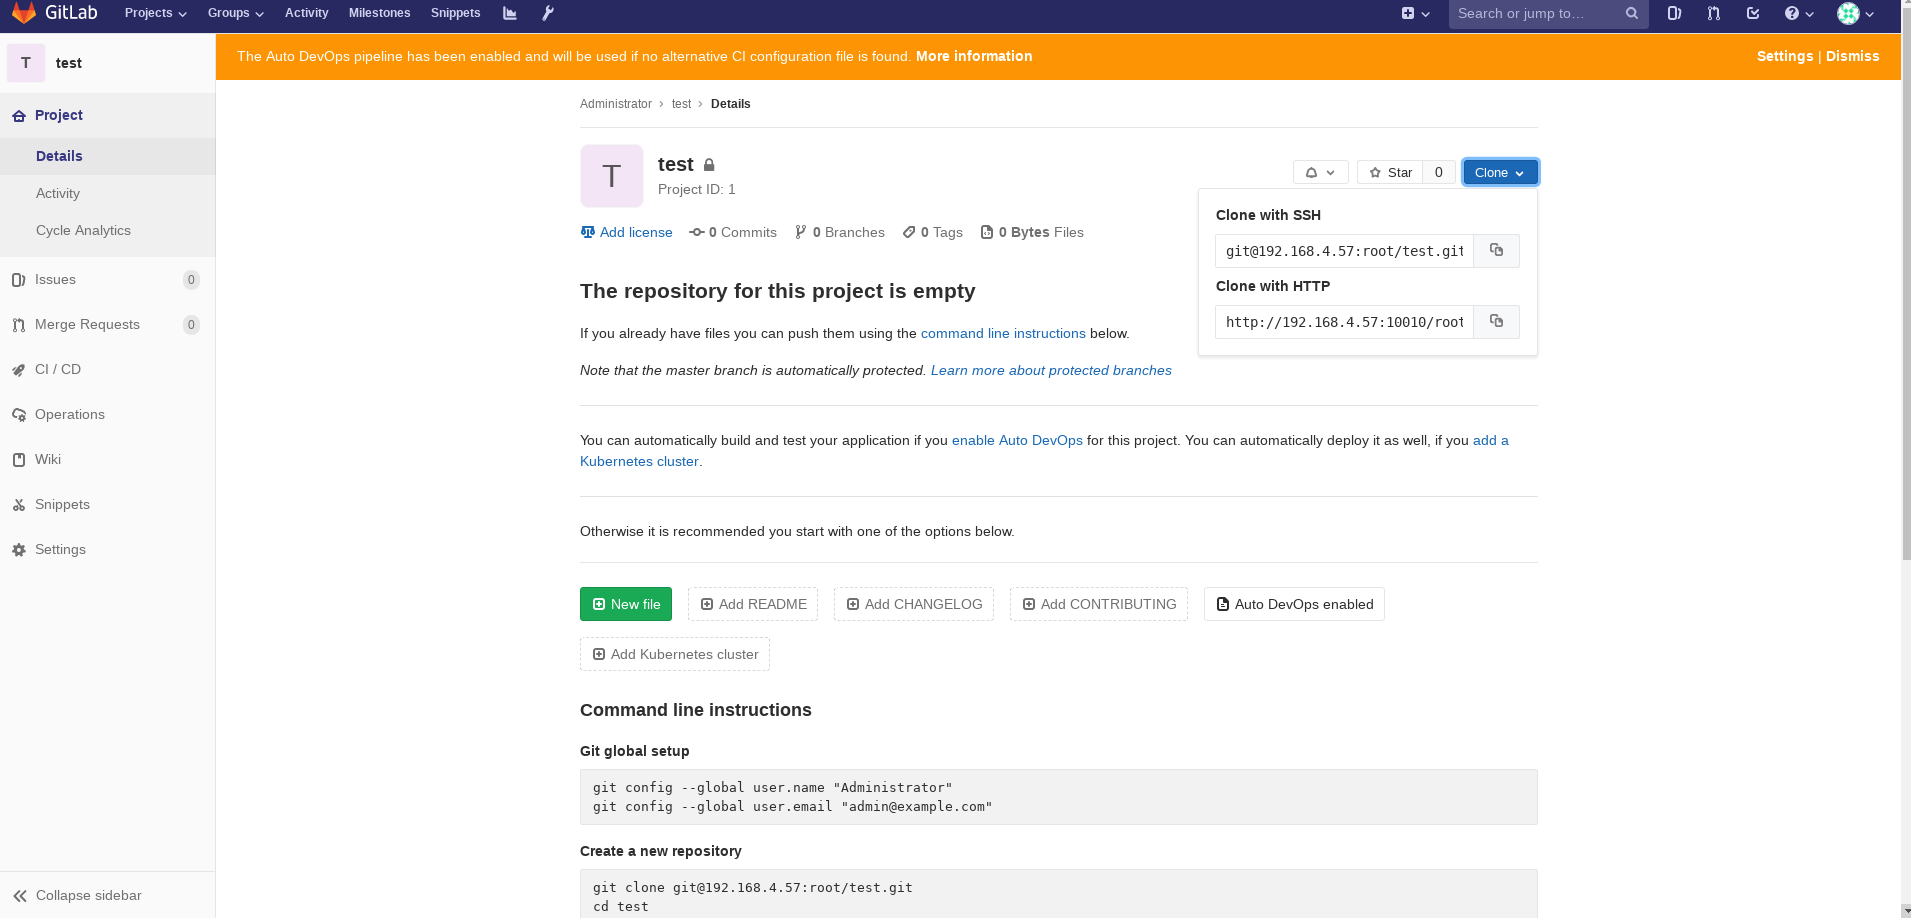 GitLab Projects Groups Activity Milestones Snippets Search or jump to…
T test
The Auto DevOps pipeline has been enabled and will be used if no alternative CI configuration file is found. More information Settings | Dismiss
Project
Details
Activity
Cycle Analytics
Issues 0
Merge Requests 0
CI / CD
Operations
Wiki
Snippets
Settings
Collapse sidebar
Administrator › test › Details
T
test
Project ID: 1
Star 0 Clone
Add license 0 Commits 0 Branches 0 Tags 0 Bytes Files
Clone with SSH
git@192.168.4.57:root/test.git
Clone with HTTP
http://192.168.4.57:10010/root
The repository for this project is empty
If you already have files you can push them using the command line instructions below.
Note that the master branch is automatically protected. Learn more about protected branches
You can automatically build and test your application if you enable Auto DevOps for this project. You can automatically deploy it as well, if you add a
Kubernetes cluster.
Otherwise it is recommended you start with one of the options below.
New file Add README Add CHANGELOG Add CONTRIBUTING Auto DevOps enabled
Add Kubernetes cluster
Command line instructions
Git global setup
git config --global user.name "Administrator"
git config --global user.email "admin@example.com"
Create a new repository
git clone git@192.168.4.57:root/test.git
cd test